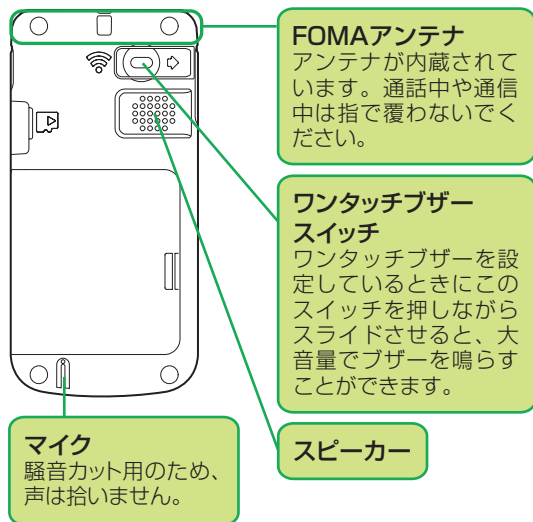 FOMAアンテナ
アンテナが内蔵されて
います。通話中や通信
中は指で覆わないでく
ださい。
ワンタッチブザー
スイッチ
ワンタッチブザーを設
定しているときにこの
スイッチを押しながら
スライドさせると、大
音量でブザーを鳴らす
ことができます。
スピーカー
マイク
騒音カット用のため、
声は拾いません。